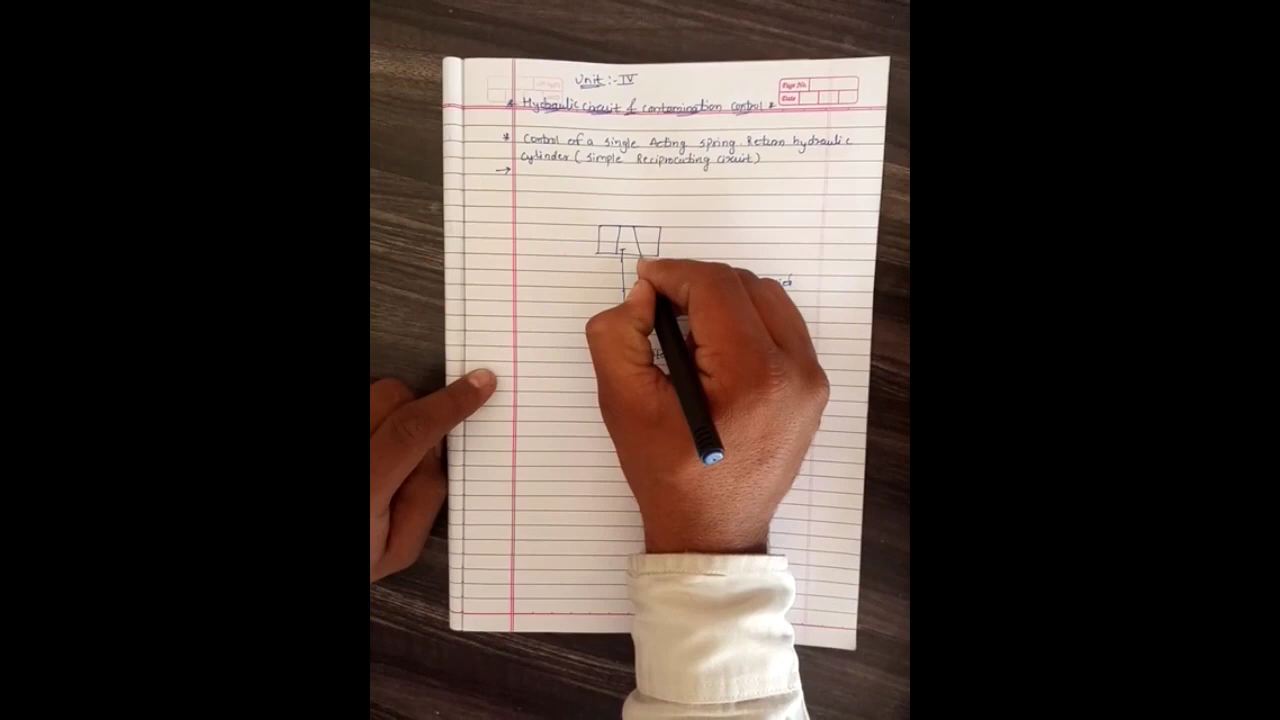 Unit :- IV
Page No.
Date
* Hydraulic circuit & contamination control *
* Control of a single Acting spring Return hydraulic
cylinder ( simple Reciprocating circuit )
→